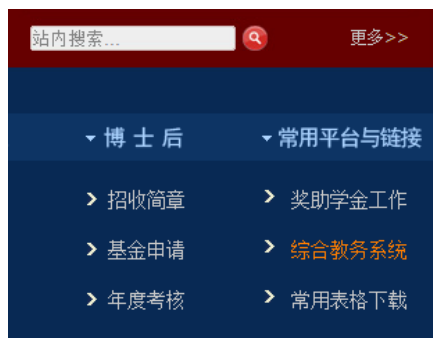 站内搜索...
更多>>
博士后 常用平台与链接
招收简章 奖助学金工作
基金申请 综合教务系统
年度考核 常用表格下载